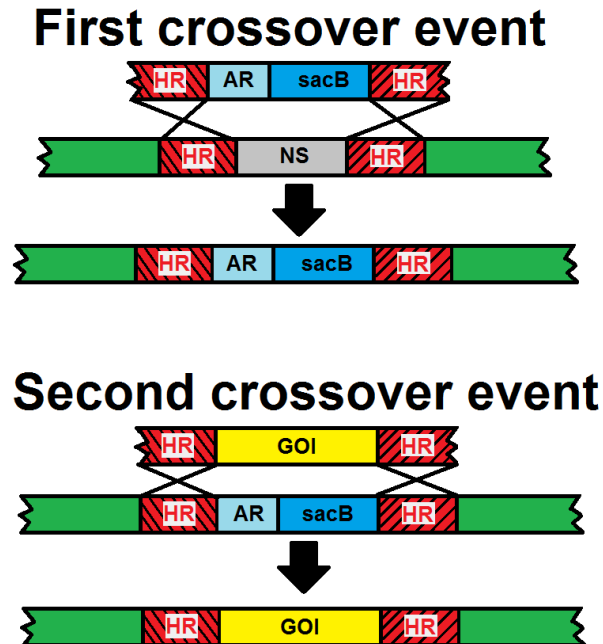 First crossover event
HR AR sacB HR
HR NS HR
HR AR sacB HR
Second crossover event
HR GOI HR
HR AR sacB HR
HR GOI HR